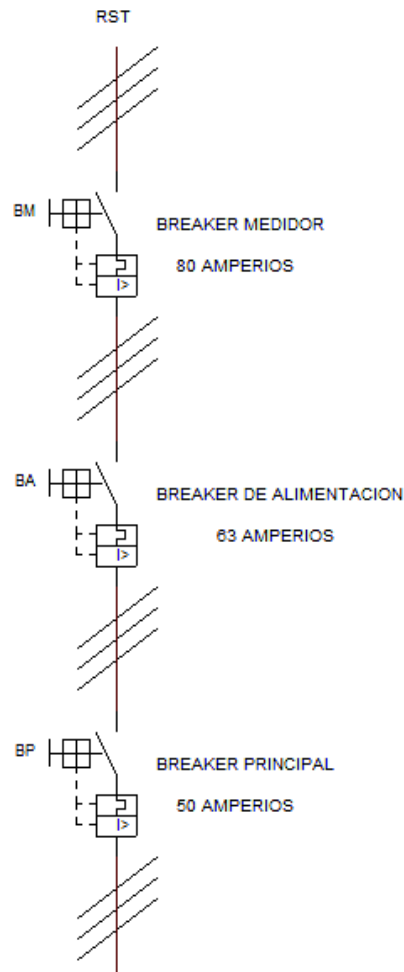 RST
BM
BREAKER MEDIDOR
80 AMPERIOS
I>
BA
BREAKER DE ALIMENTACION
63 AMPERIOS
I>
BP
BREAKER PRINCIPAL
50 AMPERIOS
I>